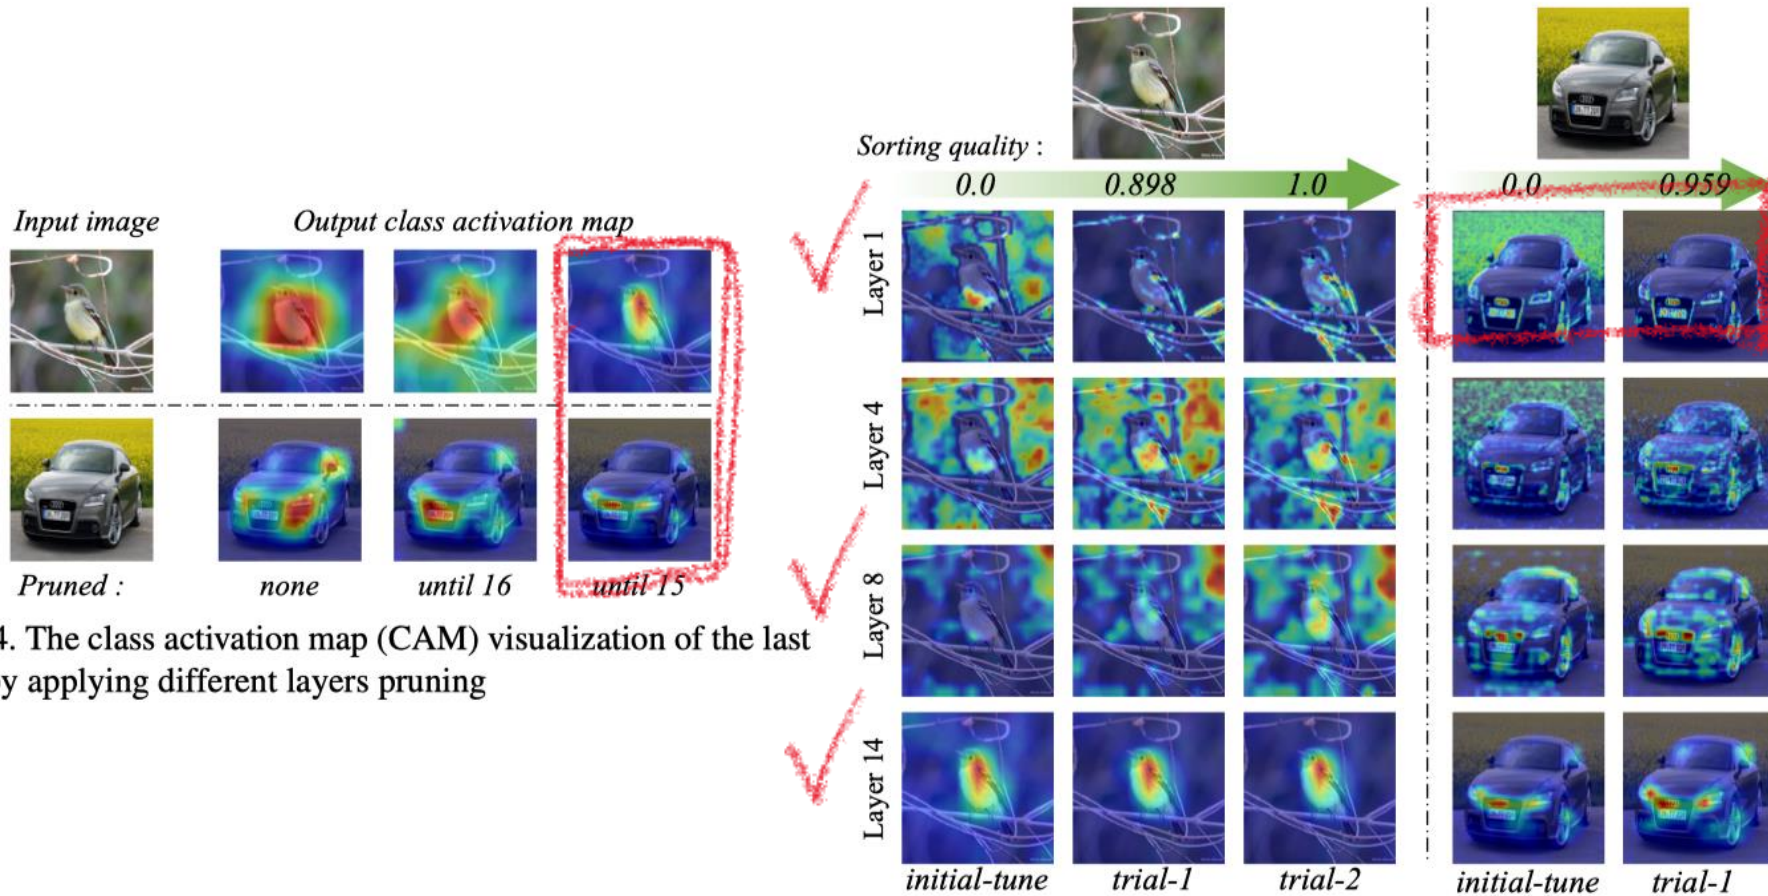 Input image
Output class activation map
Pruned :
none
until 16
until 15
4. The class activation map (CAM) visualization of the last
by applying different layers pruning
Sorting quality :
0.0
0.898
1.0
0.0
0.959
Layer 1
Layer 4
Layer 8
Layer 14
initial-tune
trial-1
trial-2
initial-tune
trial-1